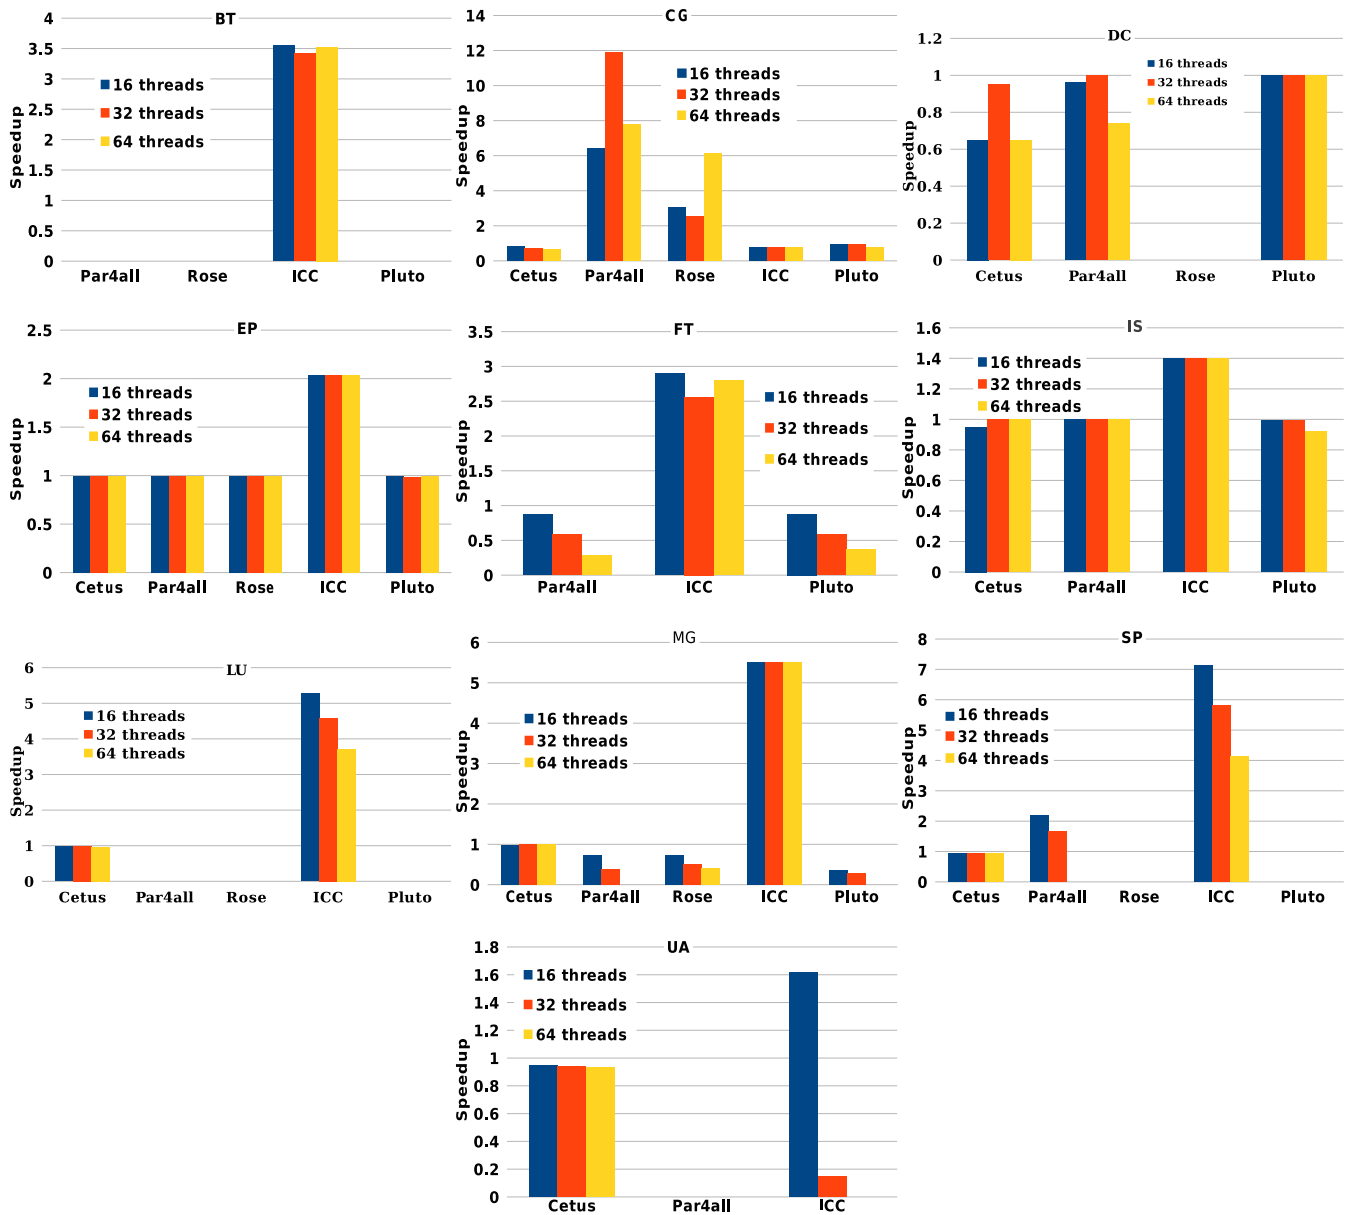 BT
4
3.5
3
2.5
2
1.5
1
0.5
0
Speedup
16 threads
32 threads
64 threads
Par4all Rose ICC Pluto
CG
14
12
10
8
6
4
2
0
Speedup
16 threads
32 threads
64 threads
Cetus Par4all Rose ICC Pluto
DC
1.2
1
0.8
0.6
0.4
0.2
0
Speedup
16 threads
32 threads
64 threads
Cetus Par4all Rose Pluto
EP
2.5
2
1.5
1
0.5
0
Speedup
16 threads
32 threads
64 threads
Cetus Par4all Rose ICC Pluto
FT
3.5
3
2.5
2
1.5
1
0.5
0
Speedup
16 threads
32 threads
64 threads
Par4all ICC Pluto
IS
1.6
1.4
1.2
1
0.8
0.6
0.4
0.2
0
Speedup
16 threads
32 threads
64 threads
Cetus Par4all ICC Pluto
LU
6
5
4
3
2
1
0
Speedup
16 threads
32 threads
64 threads
Cetus Par4all Rose ICC Pluto
MG
6
5
4
3
2
1
0
Speedup
16 threads
32 threads
64 threads
Cetus Par4all Rose ICC Pluto
SP
8
7
6
5
4
3
2
1
0
Speedup
16 threads
32 threads
64 threads
Cetus Par4all Rose ICC Pluto
UA
1.8
1.6
1.4
1.2
1
0.8
0.6
0.4
0.2
0
Speedup
16 threads
32 threads
64 threads
Cetus Par4all ICC